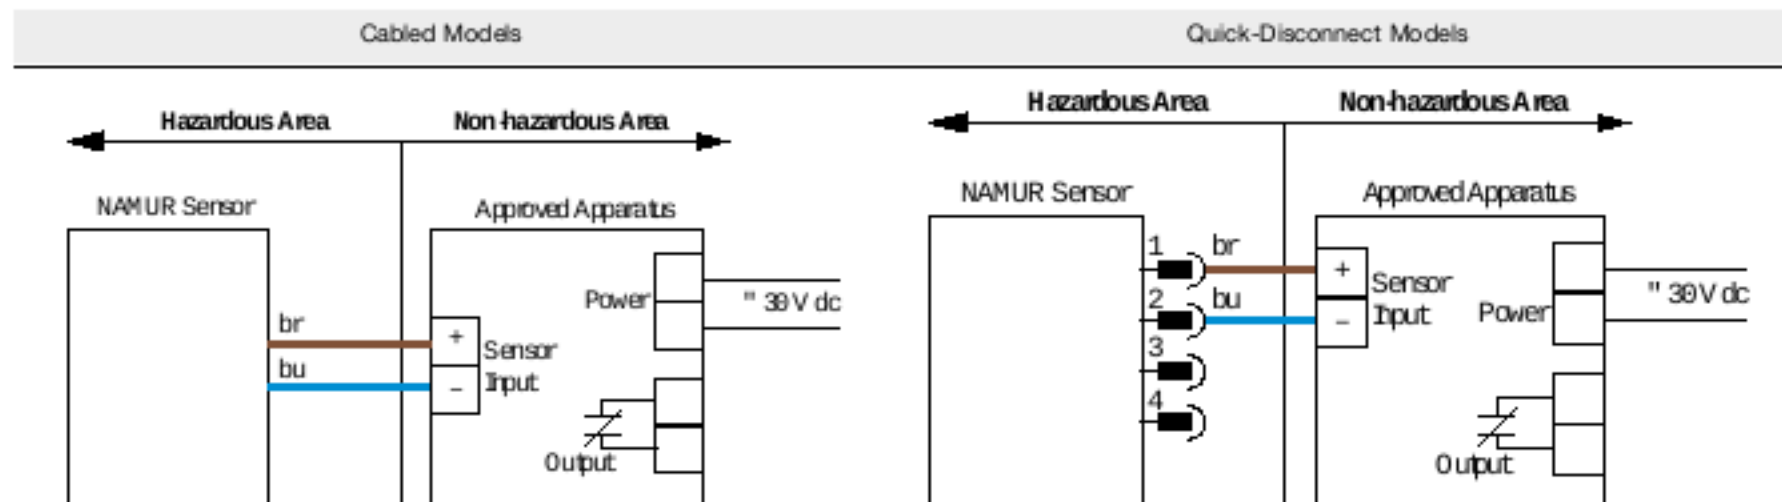 Cabled Models
Quick-Disconnect Models
Hazardous Area
Non-hazardous Area
NAMUR Sensor
Approved Apparatus
Power
" 30 V dc
br
bu
+
–
Sensor
Input
Output
Hazardous Area
Non-hazardous Area
NAMUR Sensor
Approved Apparatus
1
br
2
bu
3
4
+
–
Sensor
Input
Power
" 30 V dc
Output